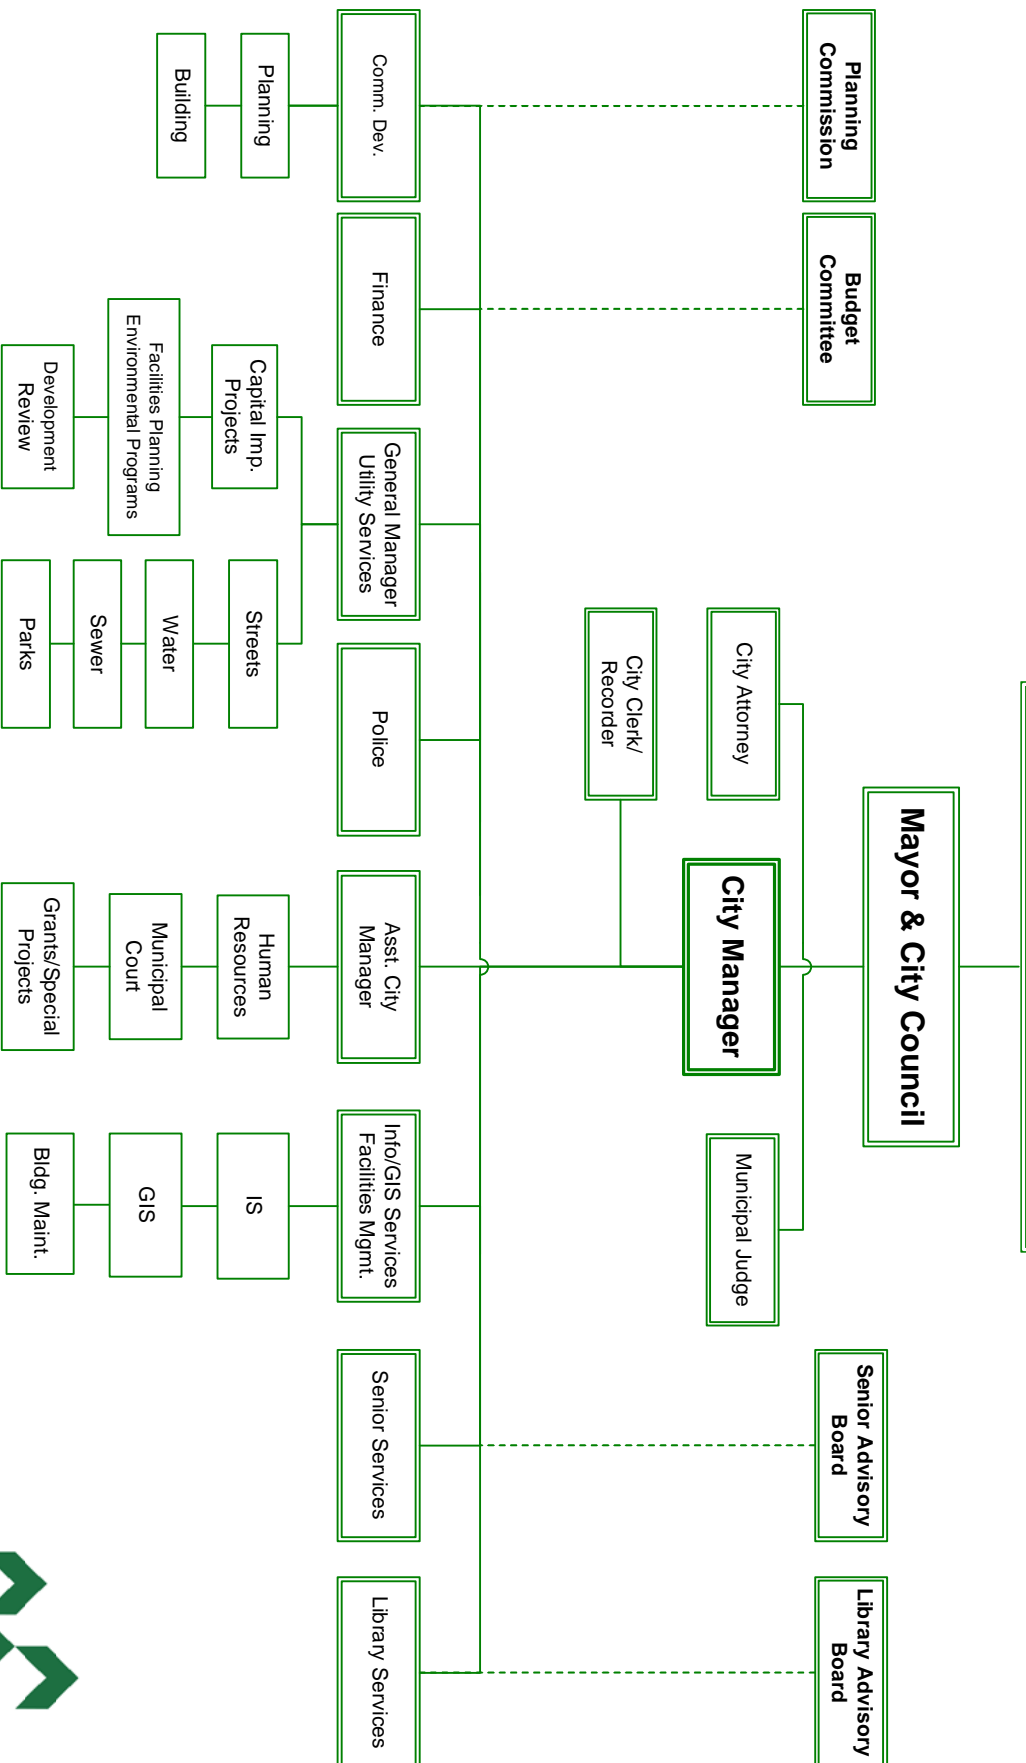 Mayor & City Council
Planning
Commission
Budget
Committee
Senior Advisory
Board
Library Advisory
Board
City Attorney
City Manager
Municipal Judge
City Clerk/
Recorder
Comm. Dev.
Finance
General Manager
Utility Services
Police
Asst. City
Manager
Info/GIS Services
Facilities Mgmt.
Senior Services
Library Services
Planning
Building
Capital Imp.
Projects
Facilities Planning
Environmental Programs
Development
Review
Streets
Water
Sewer
Parks
Human
Resources
Municipal
Court
Grants/Special
Projects
IS
GIS
Bldg. Maint.